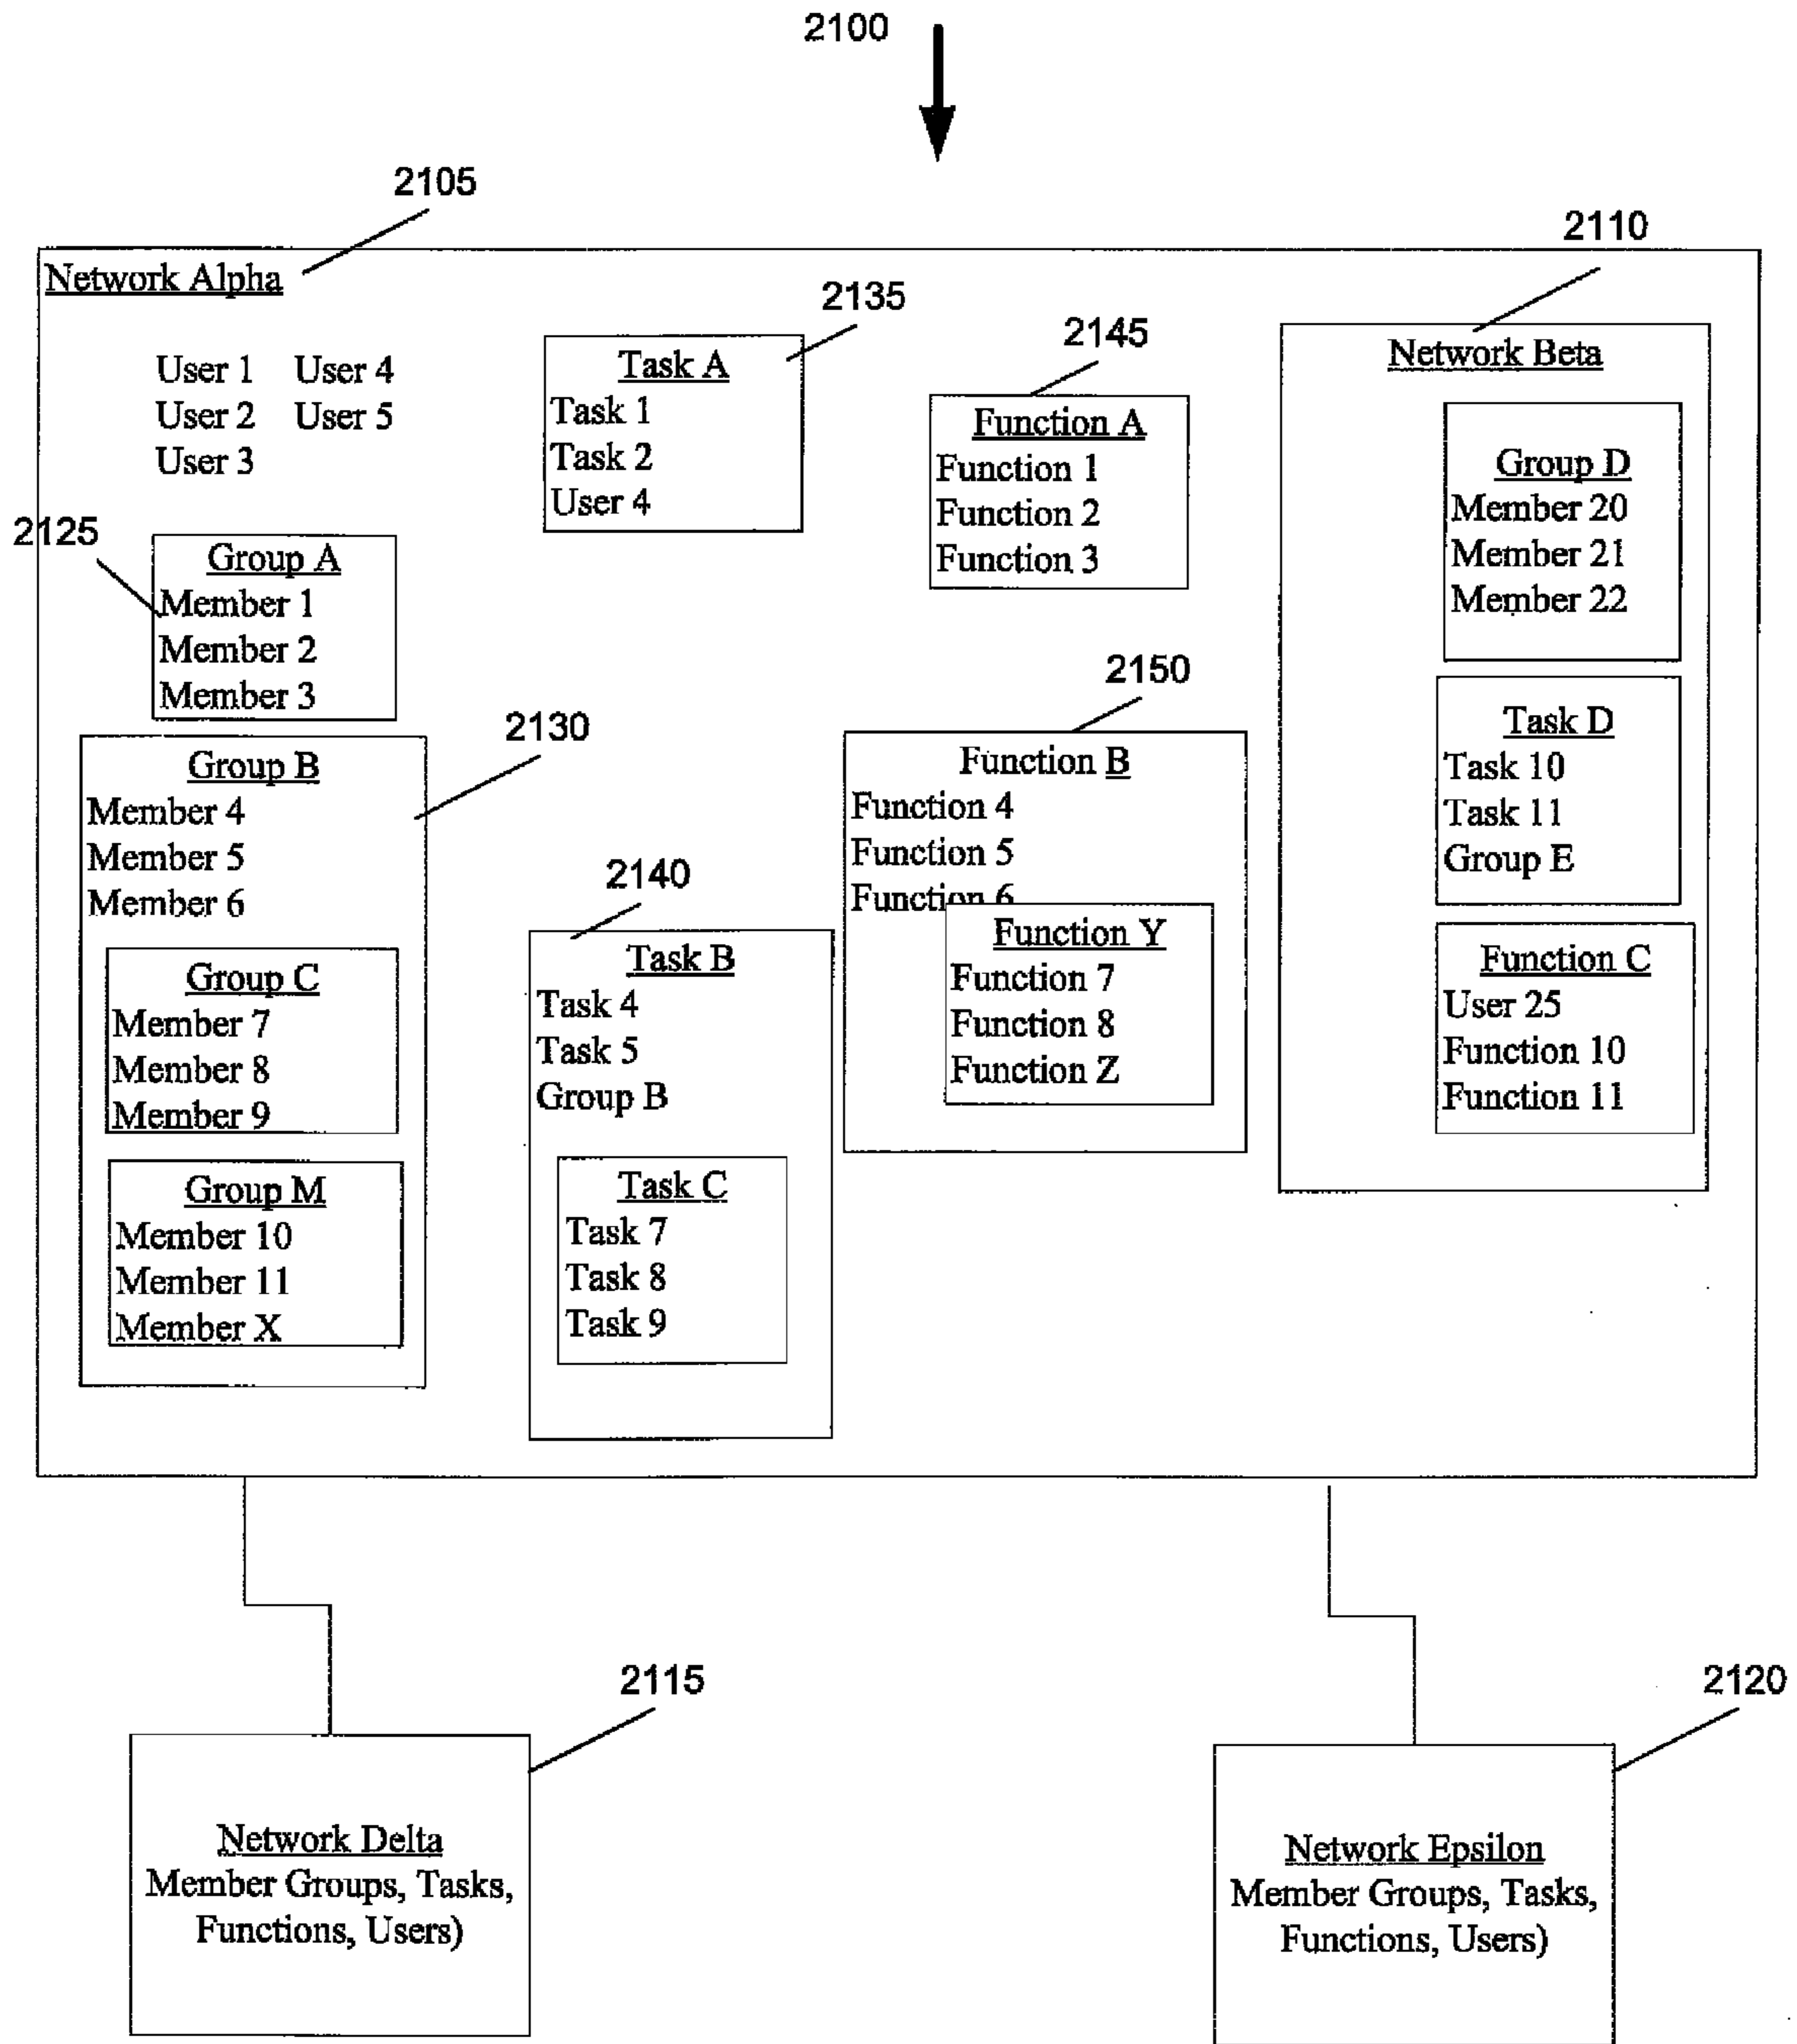 2100
2105
2110
Network Alpha
2135
2145
User 1 User 4
User 2 User 5
User 3
Task A
Task 1
Task 2
User 4
Function A
Function 1
Function 2
Function 3
Network Beta
Group D
Member 20
Member 21
Member 22
2125
Group A
Member 1
Member 2
Member 3
2130
Group B
Member 4
Member 5
Member 6
Group C
Member 7
Member 8
Member 9
Group M
Member 10
Member 11
Member X
2140
Task B
Task 4
Task 5
Group B
Task C
Task 7
Task 8
Task 9
2150
Function B
Function 4
Function 5
Function 6
Function Y
Function 7
Function 8
Function Z
Task D
Task 10
Task 11
Group E
Function C
User 25
Function 10
Function 11
2115
Network Delta
Member Groups, Tasks,
Functions, Users)
2120
Network Epsilon
Member Groups, Tasks,
Functions, Users)